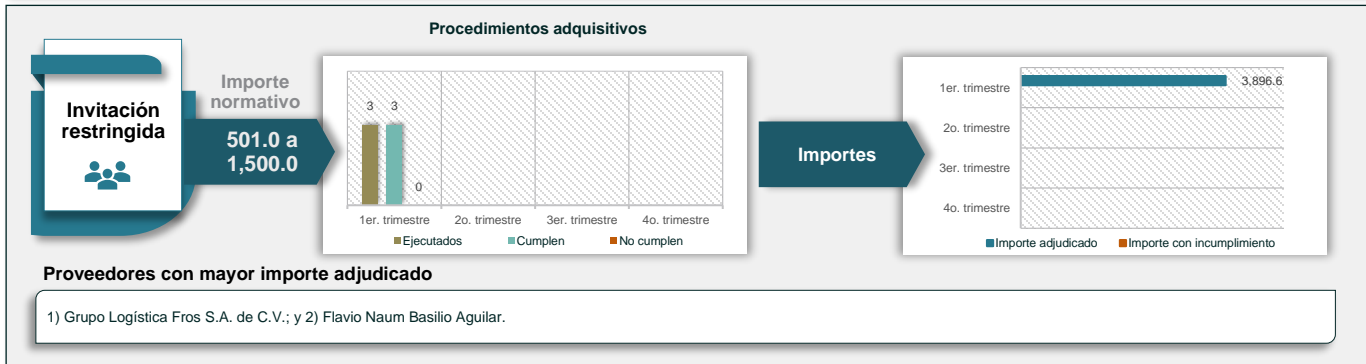 Procedimientos adquisitivos
Invitación
restringida
Importe
normativo
501.0 a
1,500.0
3 3
0
1er. trimestre 2o. trimestre 3er. trimestre 4o. trimestre
Ejecutados Cumplen No cumplen
Importes
1er. trimestre 3,896.6
2o. trimestre
3er. trimestre
4o. trimestre
Importe adjudicado Importe con incumplimiento
Proveedores con mayor importe adjudicado
1) Grupo Logística Fros S.A. de C.V.; y 2) Flavio Naum Basilio Aguilar.